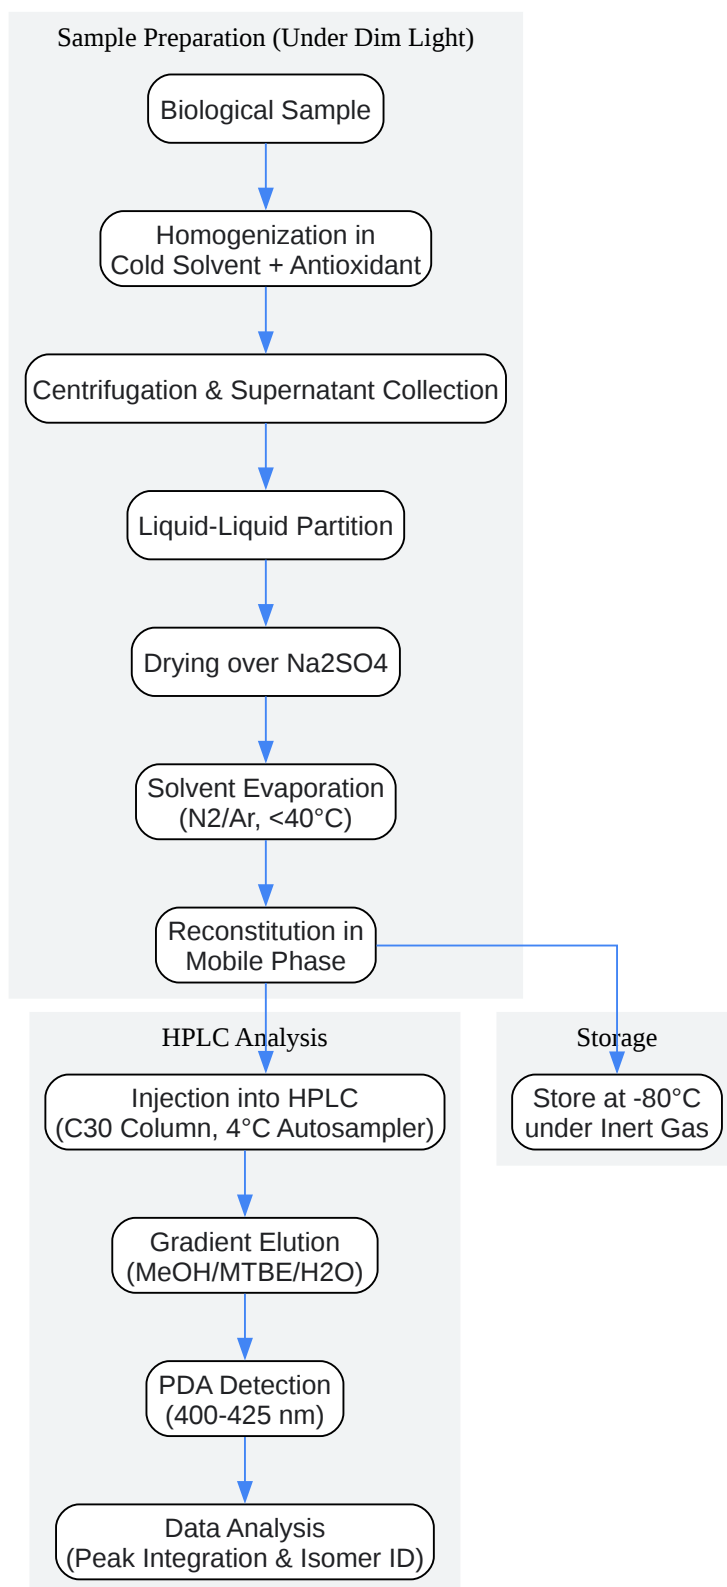 Sample Preparation (Under Dim Light)
Biological Sample
Homogenization in
Cold Solvent + Antioxidant
Centrifugation & Supernatant Collection
Liquid-Liquid Partition
Drying over Na2SO4
Solvent Evaporation
(N2/Ar, <40°C)
Reconstitution in
Mobile Phase
HPLC Analysis
Injection into HPLC
(C30 Column, 4°C Autosampler)
Gradient Elution
(MeOH/MTBE/H2O)
PDA Detection
(400-425 nm)
Data Analysis
(Peak Integration & Isomer ID)
Storage
Store at -80°C
under Inert Gas